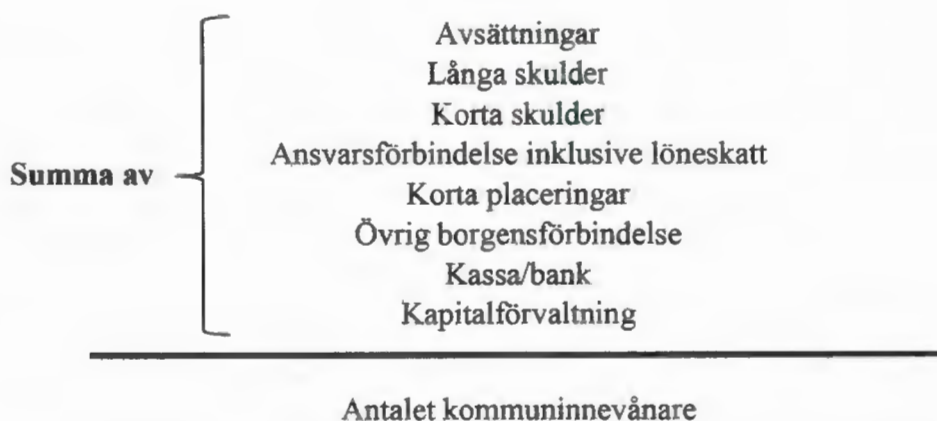 Avsättningar
Långa skulder
Korta skulder
Ansvarsförbindelse inklusive löneskatt
Summa av
Korta placeringar
Övrig borgensförbindelse
Kassa/bank
Kapitalförvaltning
Antalet kommuninnevånare